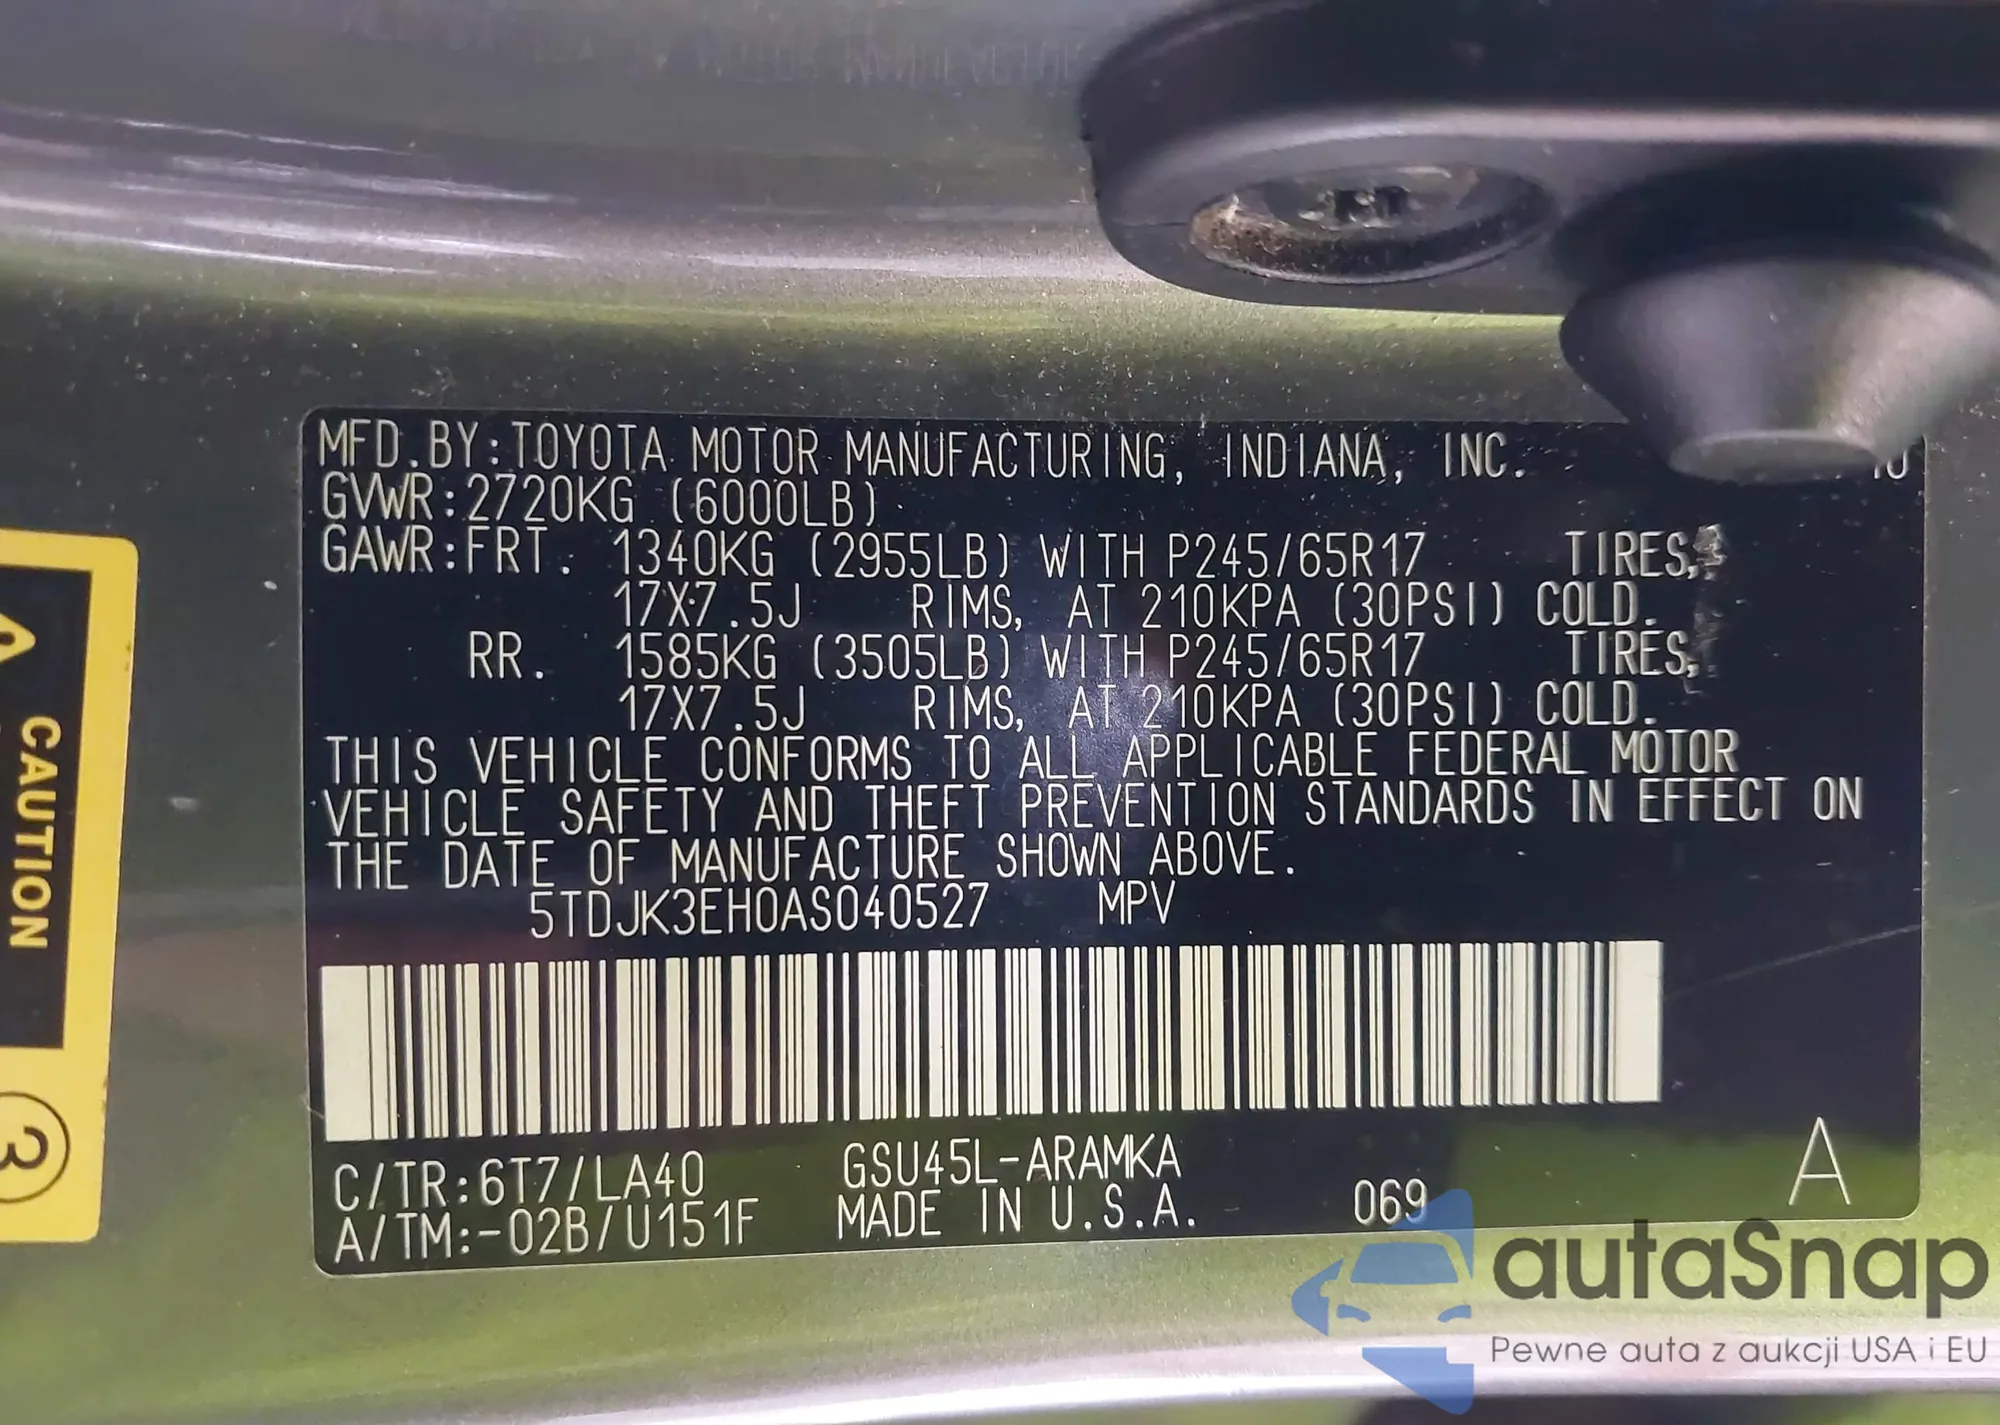 MFD.BY:TOYOTA MOTOR MANUFACTURING, INDIANA, INC.
GVWR:2720KG (6000LB)
GAWR:FRT. 1340KG (2955LB) WITH P245/65R17 TIRES,
17X7.5J RIMS, AT 210KPA (30PSI) COLD.
RR. 1585KG (3505LB) WITH P245/65R17 TIRES,
17X7.5J RIMS, AT 210KPA (30PSI) COLD.
THIS VEHICLE CONFORMS TO ALL APPLICABLE FEDERAL MOTOR
VEHICLE SAFETY AND THEFT PREVENTION STANDARDS IN EFFECT ON
THE DATE OF MANUFACTURE SHOWN ABOVE.
5TDJK3EH0AS040527 MPV
C/TR:6T7/LA40 GSU45L-ARAMKA
A/TM:-02B/U151F MADE IN U.S.A. 069 A
CAUTION
3
autaSnap
Pewne auta z aukcji USA i EU